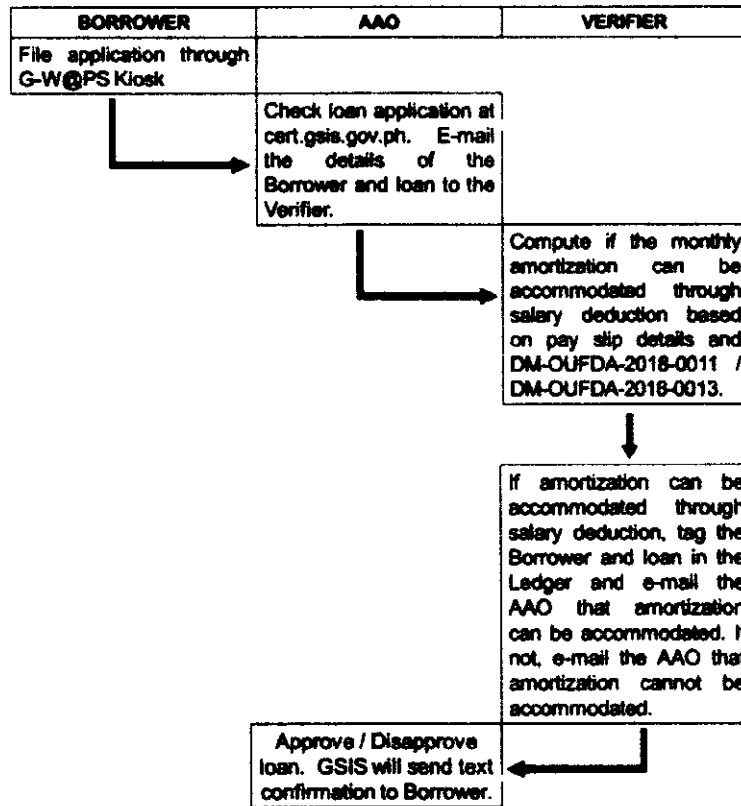 BORROWER AAO VERIFIER
File application through
G-W@PS Kiosk
Check loan application at
cert.gsis.gov.ph. E-mail
the details of the
Borrower and loan to the
Verifier.
Compute if the monthly
amortization can be
accommodated through
salary deduction based
on pay slip details and
DM-OUFDA-2018-0011 /
DM-OUFDA-2018-0013.
If amortization can be
accommodated through
salary deduction, tag the
Borrower and loan in the
Ledger and e-mail the
AAO that amortization
can be accommodated. I
not, e-mail the AAO that
amortization cannot be
accommodated.
Approve / Disapprove
loan. GSIS will send text
confirmation to Borrower.